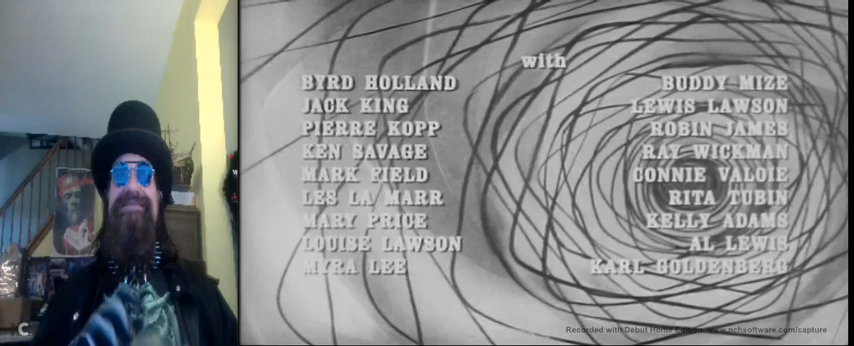 with
BYRD HOLLAND
JACK KING
PIERRE KOPP
KEN SAVAGE
MARK FIELD
LES LA MARR
MARY PRICE
LOUISE LAWSON
MYRA LEE
BUDDY MIZE
LEWIS LAWSON
ROBIN JAMES
RAY WICKMAN
CONNIE VALOIE
RITA TUBIN
KELLY ADAMS
AL LEWIS
KARL GOLDENBERG
C
Recorded with Debut Home Edition www.nchsoftware.com/capture